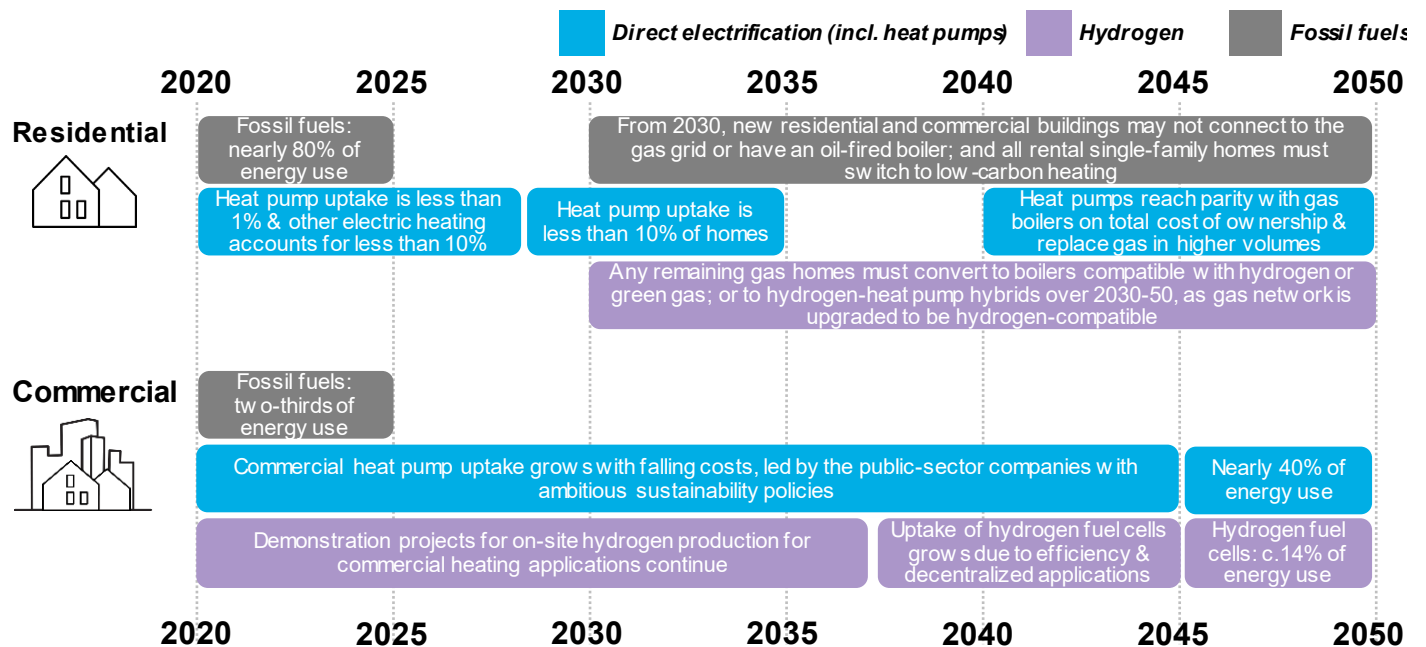 Direct electrification (incl. heat pumps)
Hydrogen
Fossil fuels
2020 2025 2030 2035 2040 2045 2050
Residential
Fossil fuels:
nearly 80% of
energy use
From 2030, new residential and commercial buildings may not connect to the
gas grid or have an oil-fired boiler; and all rental single-family homes must
switch to low-carbon heating
Heat pump uptake is less than
1% & other electric heating
accounts for less than 10%
Heat pump uptake is
less than 10% of homes
Heat pumps reach parity with gas
boilers on total cost of ownership &
replace gas in higher volumes
Any remaining gas homes must convert to boilers compatible with hydrogen or
green gas; or to hydrogen-heat pump hybrids over 2030-50, as gas network is
upgraded to be hydrogen-compatible
Commercial
Fossil fuels:
two-thirds of
energy use
Commercial heat pump uptake grows with falling costs, led by the public-sector companies with
ambitious sustainability policies
Nearly 40% of
energy use
Demonstration projects for on-site hydrogen production for
commercial heating applications continue
Uptake of hydrogen fuel cells
grows due to efficiency &
decentralized applications
Hydrogen fuel
cells: c.14% of
energy use
2020 2025 2030 2035 2040 2045 2050